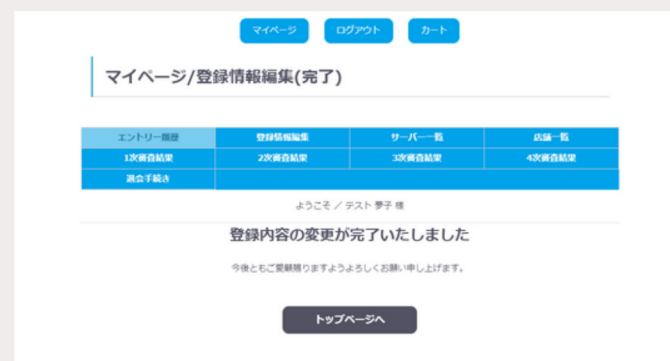 マイページ ログアウト カート
マイページ/登録情報編集(完了)
エントリー履歴 登録情報編集 サーバー一覧 店舗一覧
1次審査結果 2次審査結果 3次審査結果 4次審査結果
退会手続き
ようこそ / テスト 夢子 様
登録内容の変更が完了いたしました
今後ともご愛顧賜りますようよろしくお願い申し上げます。
トップページへ